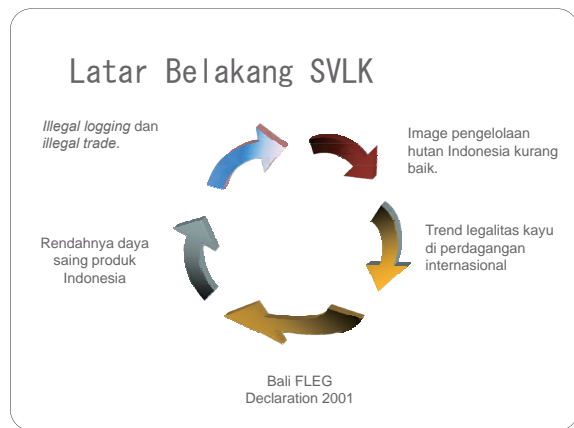 Latar Belakang SVLK
Illegal logging dan
illegal trade.
Image pengelolaan
hutan Indonesia kurang
baik.
Trend legalitas kayu
di perdagangan
internasional
Bali FLEG
Declaration 2001
Rendahnya daya
saing produk
Indonesia